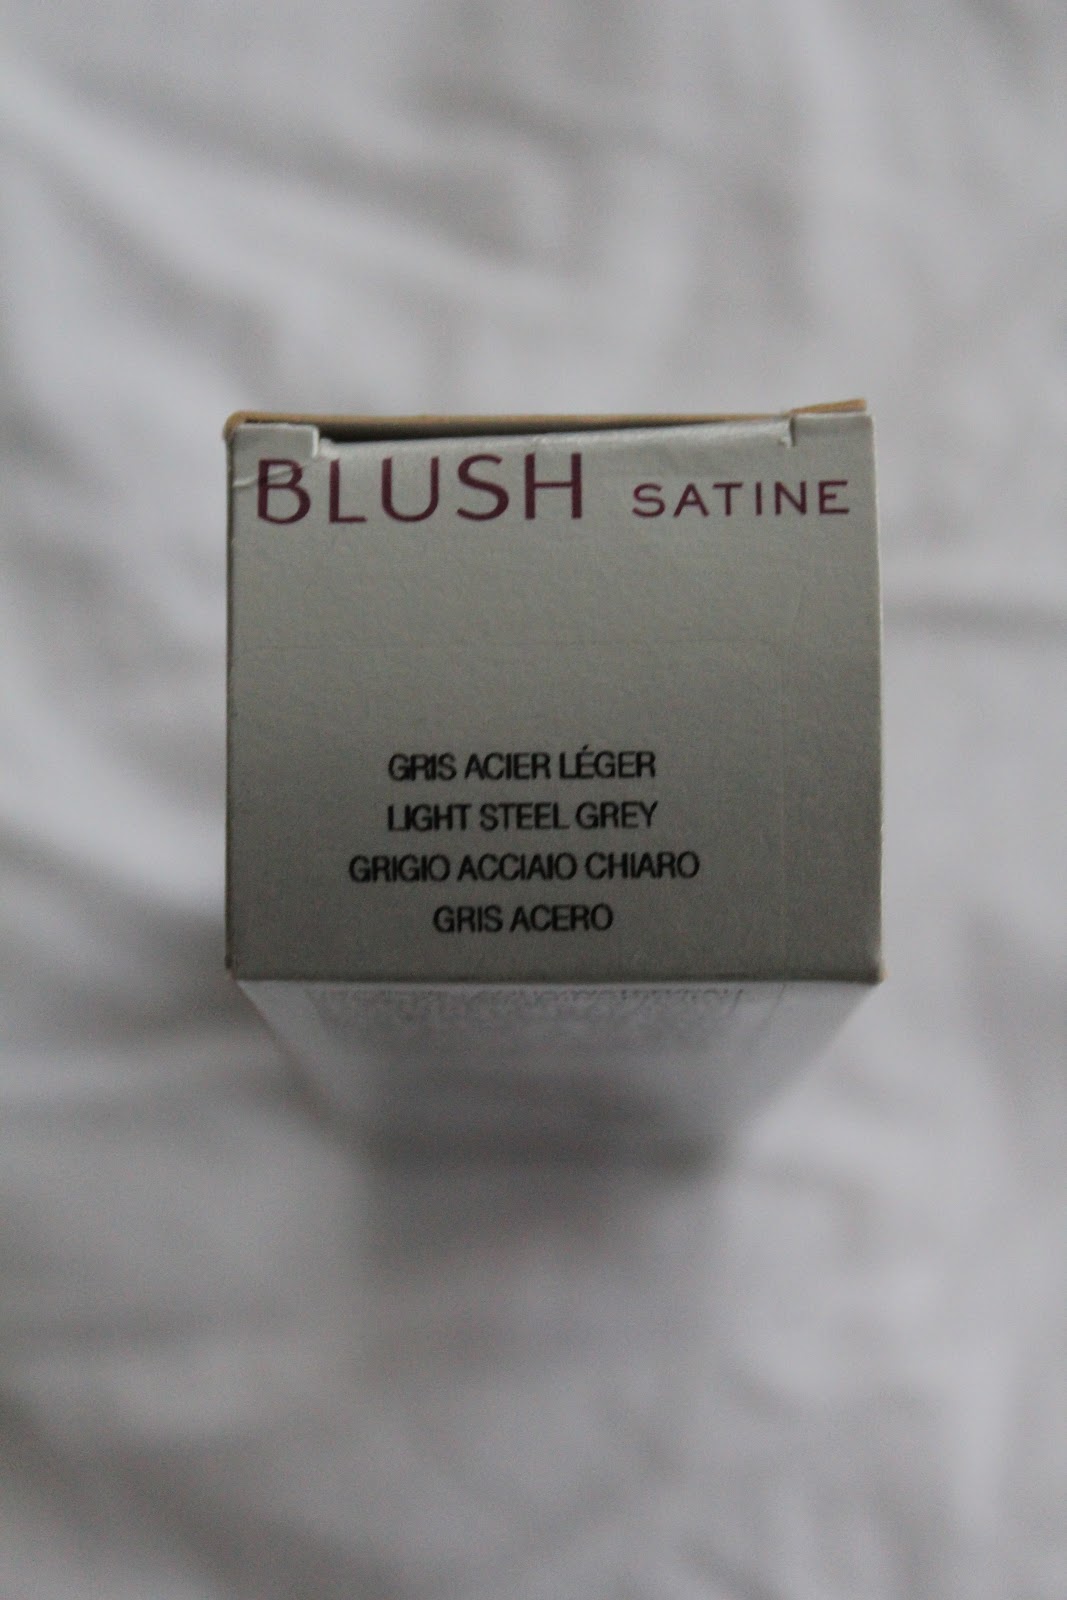 BLUSH SATINE
GRIS ACIER LÉGER
LIGHT STEEL GREY
GRIGIO ACCIAIO CHIARO
GRIS ACERO